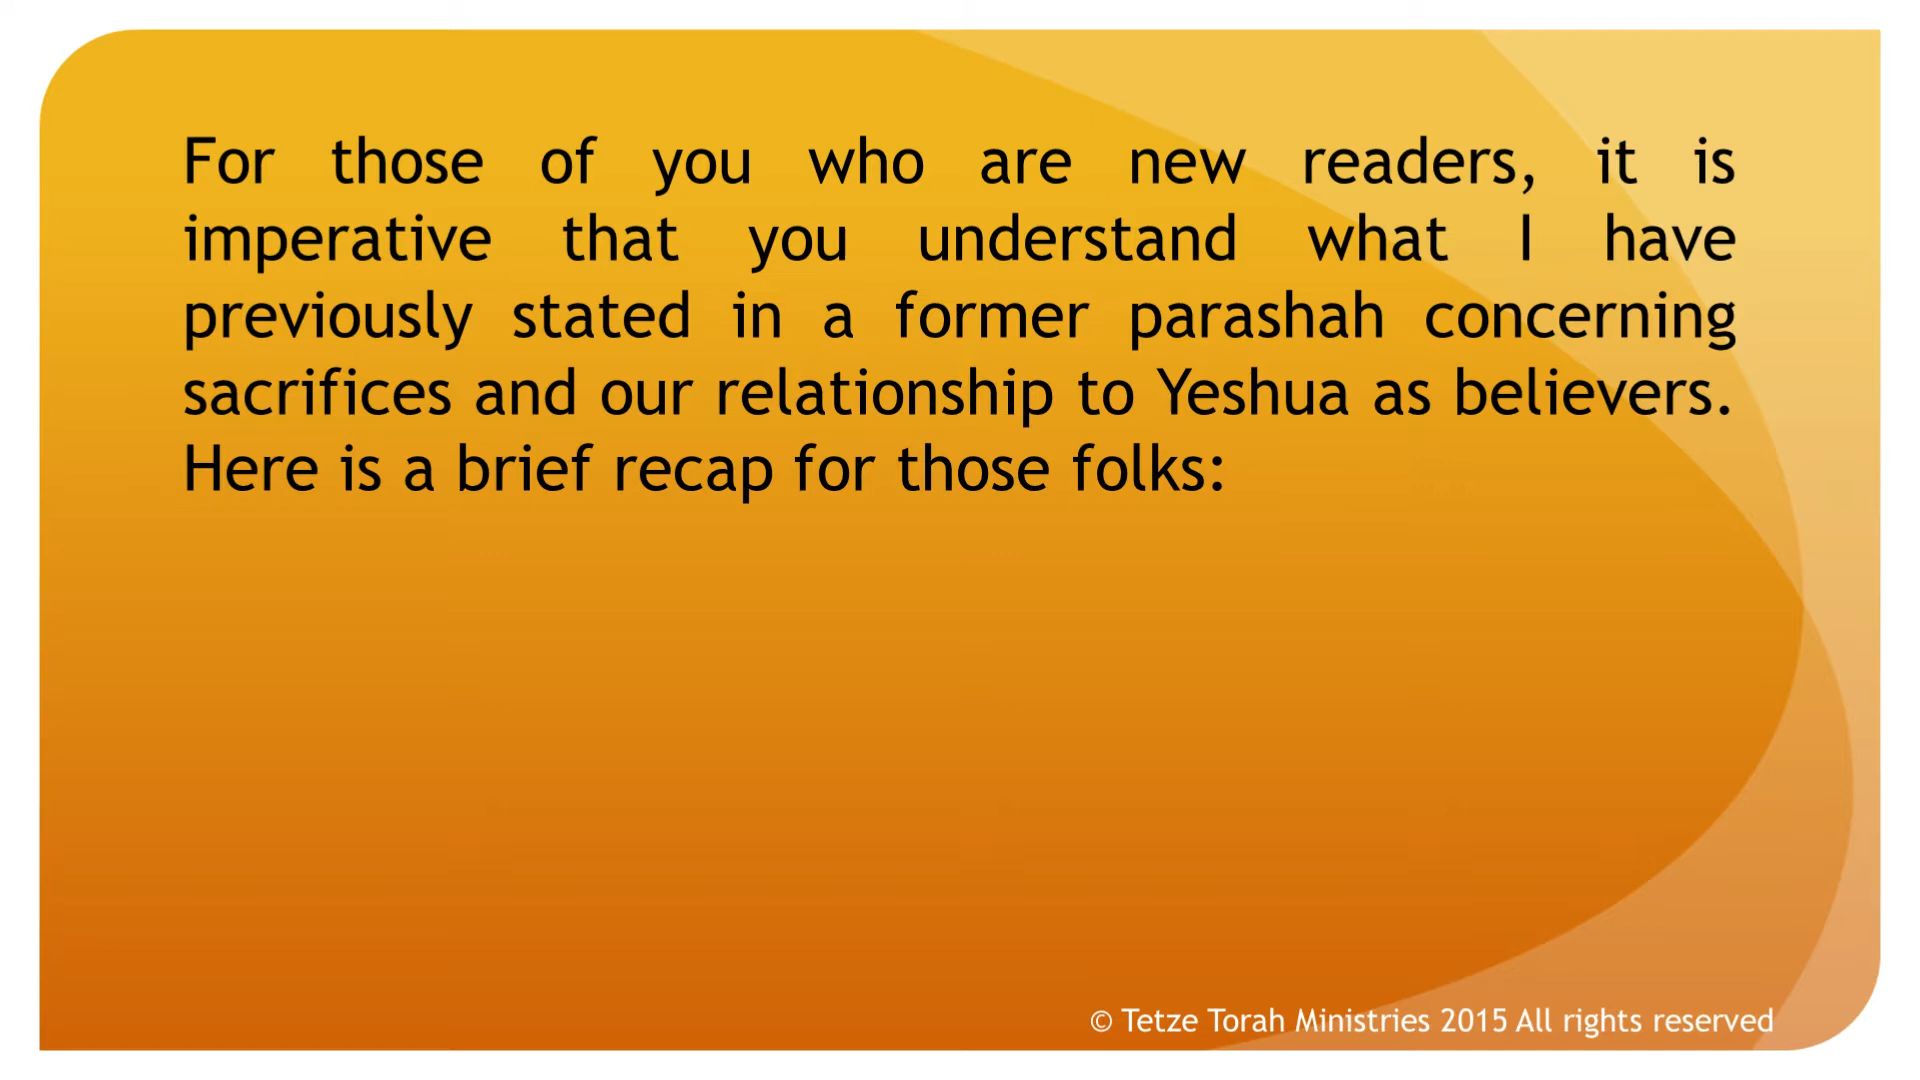 For those of you who are new readers, it is
imperative that you understand what I have
previously stated in a former parashah concerning
sacrifices and our relationship to Yeshua as believers.
Here is a brief recap for those folks:
© Tetze Torah Ministries 2015 All rights reserved